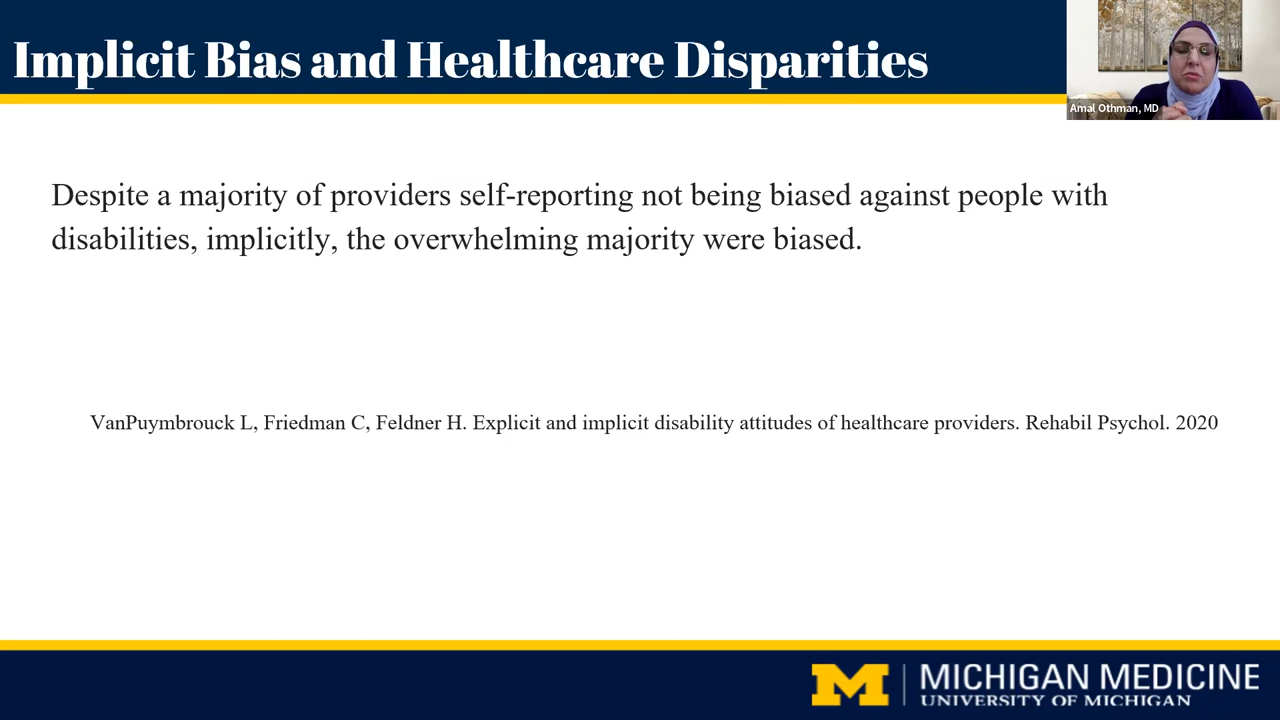 Implicit Bias and Healthcare Disparities
Amal Othman, MD
Despite a majority of providers self-reporting not being biased against people with
disabilities, implicitly, the overwhelming majority were biased.
VanPuymbrouck L, Friedman C, Feldner H. Explicit and implicit disability attitudes of healthcare providers. Rehabil Psychol. 2020
M | MICHIGAN MEDICINE
UNIVERSITY OF MICHIGAN